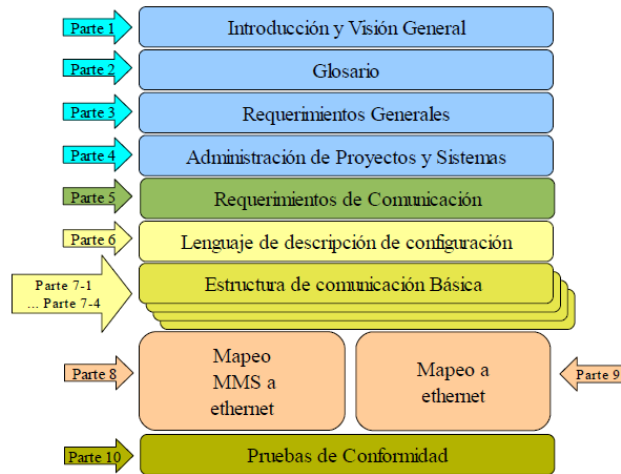 Parte 1
Introducción y Visión General
Parte 2
Glosario
Parte 3
Requerimientos Generales
Parte 4
Administración de Proyectos y Sistemas
Parte 5
Requerimientos de Comunicación
Parte 6
Lenguaje de descripción de configuración
Parte 7-1
... Parte 7-4
Estructura de comunicación Básica
Parte 8
Mapeo
MMS a
ethernet
Mapeo a
ethernet
Parte 9
Parte 10
Pruebas de Conformidad